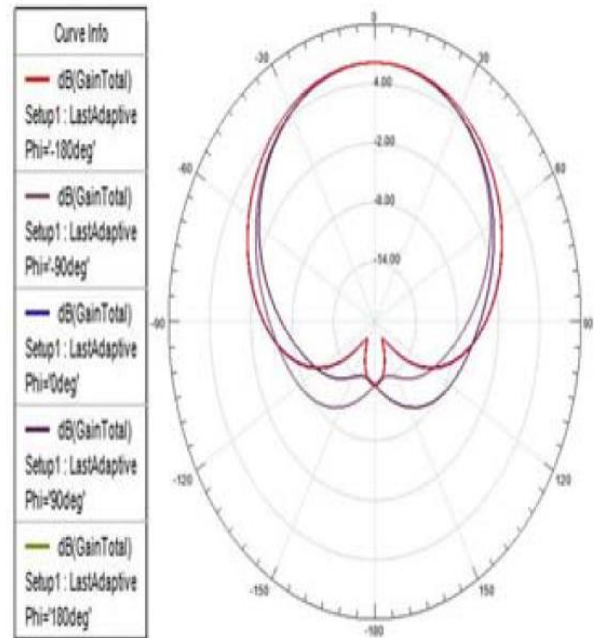 Curve Info
dB(GainTotal)
Setup1 : LastAdaptive
Phi='-180deg'
dB(GainTotal)
Setup1 : LastAdaptive
Phi='-90deg'
dB(GainTotal)
Setup1 : LastAdaptive
Phi='0deg'
dB(GainTotal)
Setup1 : LastAdaptive
Phi='90deg'
dB(GainTotal)
Setup1 : LastAdaptive
Phi='180deg'
0
-30
30
4.00
-2.00
-60
60
-8.00
-14.00
-90
90
-120
120
-150
150
-180